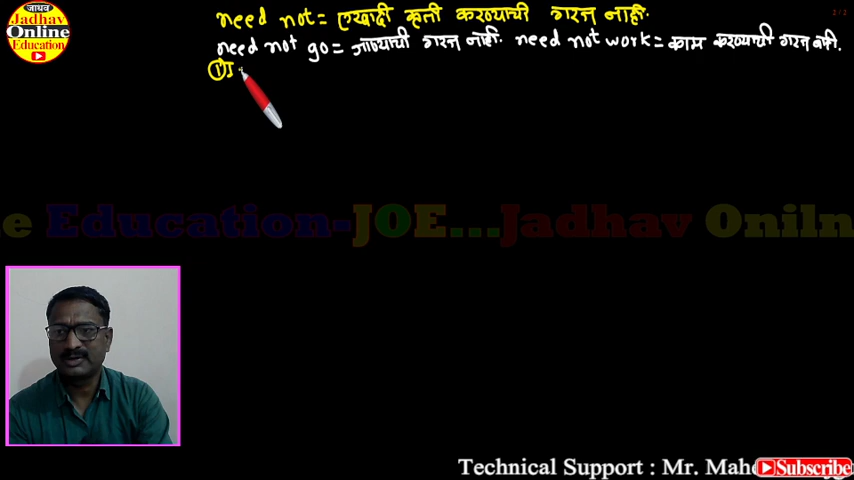 जाधव
Jadhav
Online
Education
need not = एखादी कृती करण्याची गरज नाही.
2 / 2
need not go = जाण्याची गरज नाही. need not work = काम करण्याची गरज नाही.
① I
e Education-JOE...Jadhav Oniln
Technical Support : Mr. Mahe
Subscribe